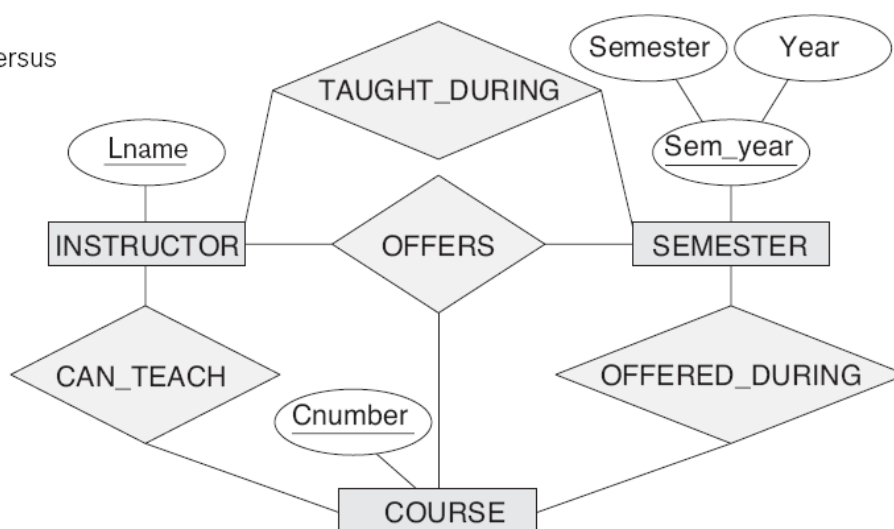 Semester Year
ersus
TAUGHT_DURING
Lname
Sem_year
INSTRUCTOR OFFERS SEMESTER
CAN_TEACH OFFERED_DURING
Cnumber
COURSE